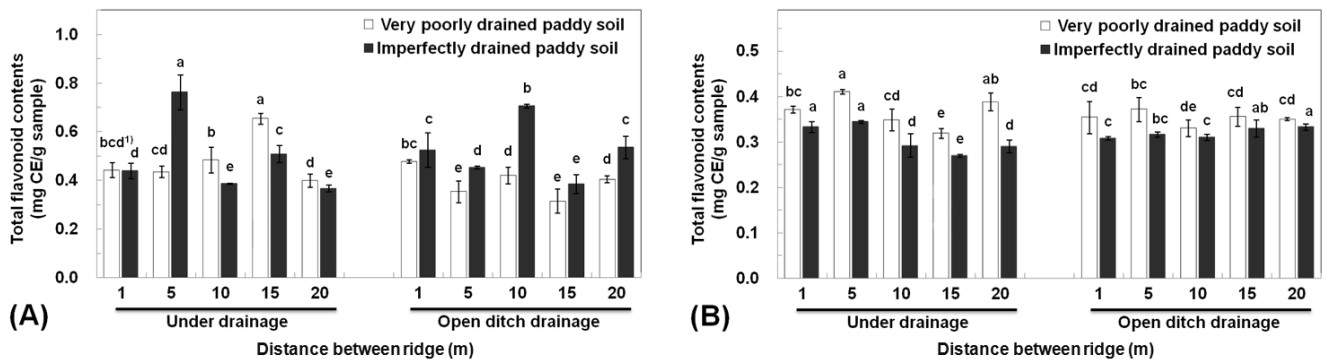 Total flavonoid contents
(mg CE/g sample)
1.0
0.8
0.6
0.4
0.2
0.0
Very poorly drained paddy soil
Imperfectly drained paddy soil
bcd1) d cd a b e a c d e bc c e d d b e e d c
1 5 10 15 20 1 5 10 15 20
Under drainage Open ditch drainage
(A)
Distance between ridge (m)
Total flavonoid contents
(mg CE/g sample)
0.5
0.4
0.3
0.2
0.1
0.0
Very poorly drained paddy soil
Imperfectly drained paddy soil
bc a a a cd d e e ab d cd c cd bc de c cd ab cd a
1 5 10 15 20 1 5 10 15 20
Under drainage Open ditch drainage
(B)
Distance between ridge (m)